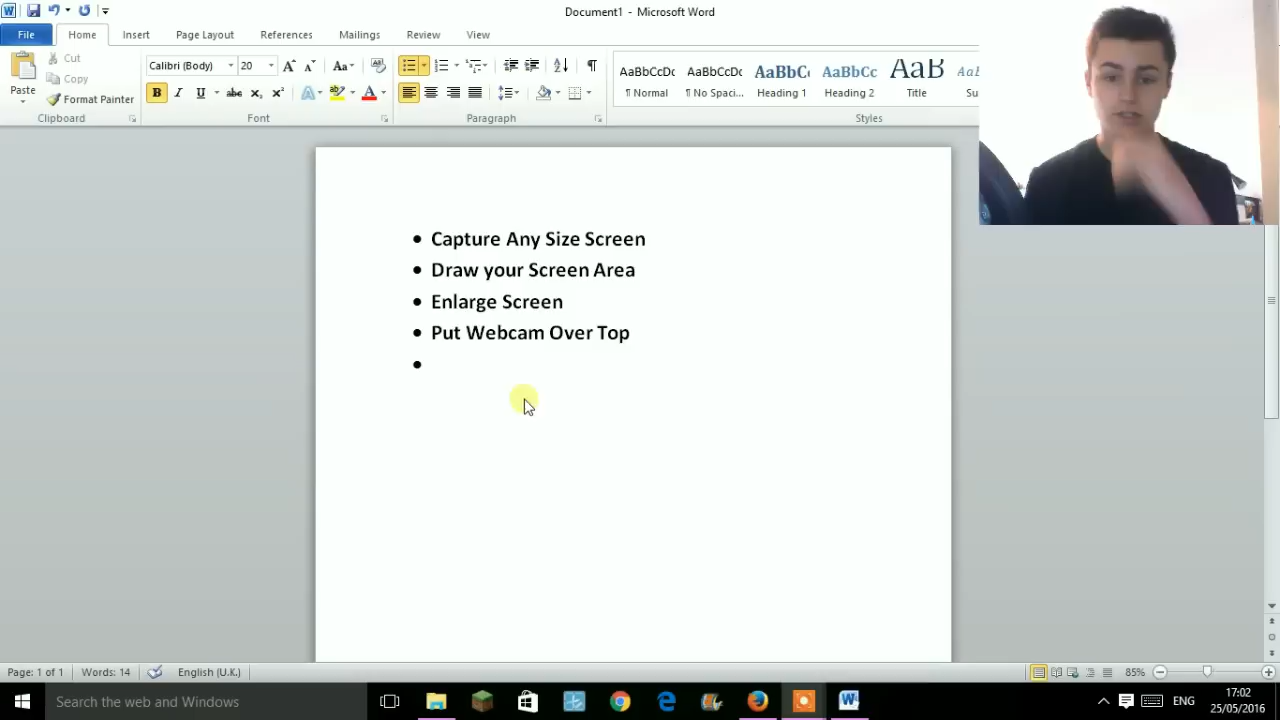 Document1 - Microsoft Word
File Home Insert Page Layout References Mailings Review View
Cut
Copy
Format Painter
Paste
Clipboard
Calibri (Body) 20
Font
Paragraph
AaBbCcDc AaBbCcDc AaBbC AaBbCc AaB
¶ Normal ¶ No Spaci... Heading 1 Heading 2 Title
Styles
• Capture Any Size Screen
• Draw your Screen Area
• Enlarge Screen
• Put Webcam Over Top
•
Page: 1 of 1 Words: 14 English (U.K.) 85%
Search the web and Windows
ENG
17:02
25/05/2016